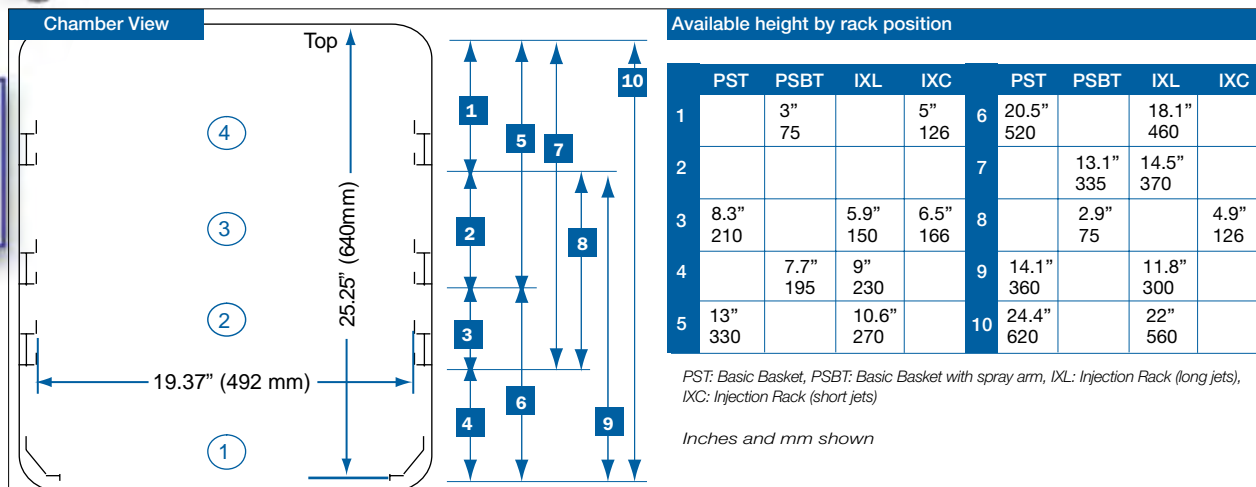 Chamber View
Top
4
3
2
1
25.25” (640mm)
19.37” (492 mm)
1
2
3
4
5
6
7
8
9
10
Available height by rack position
PST PSBT IXL IXC PST PSBT IXL IXC
1 3” 5” 6 20.5” 18.1”
75 126 520 460
2 7 13.1” 14.5”
335 370
3 8.3” 5.9” 6.5” 8 2.9” 4.9”
210 150 166 75 126
4 7.7” 9” 9 14.1” 11.8”
195 230 360 300
5 13” 10.6” 10 24.4” 22”
330 270 620 560
PST: Basic Basket, PSBT: Basic Basket with spray arm, IXL: Injection Rack (long jets),
IXC: Injection Rack (short jets)
Inches and mm shown